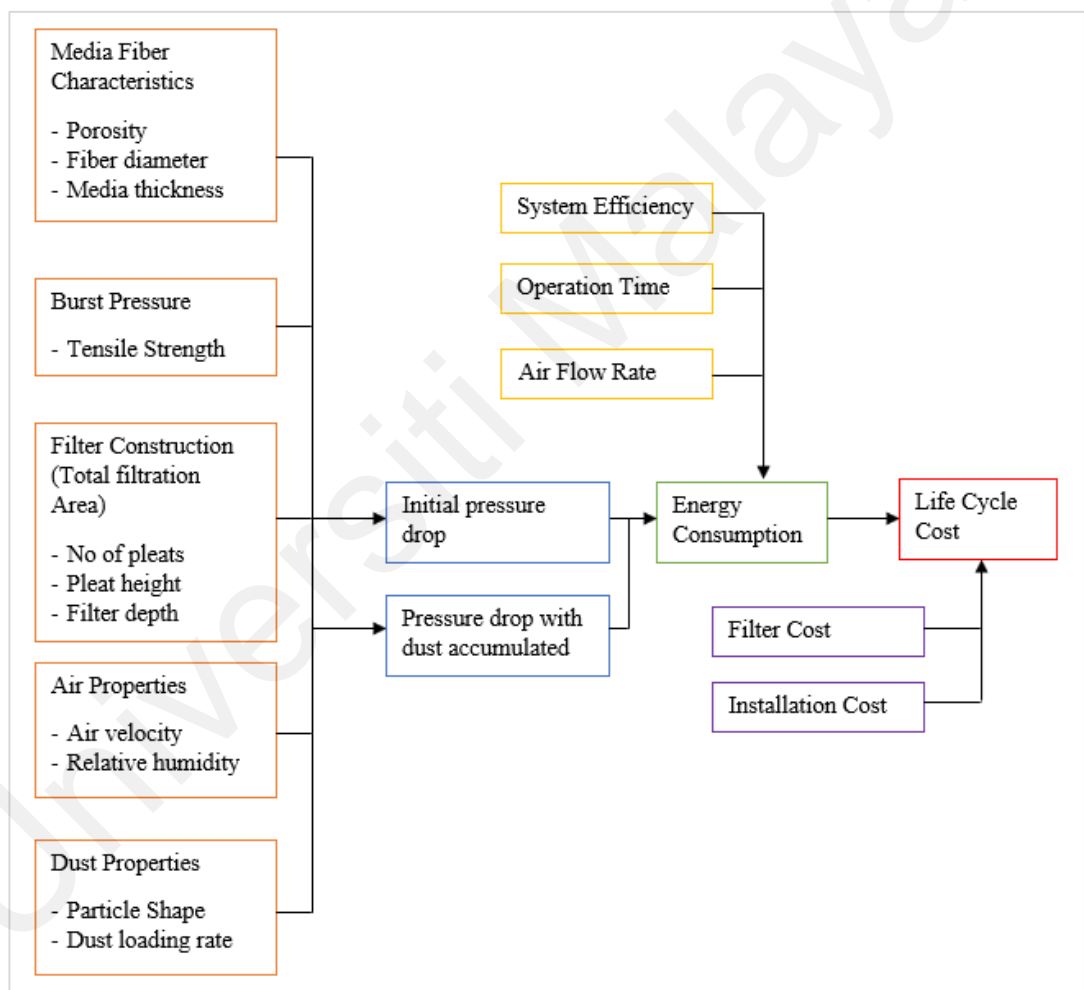 Media Fiber
Characteristics
- Porosity
- Fiber diameter
- Media thickness
Burst Pressure
- Tensile Strength
Filter Construction
(Total filtration
Area)
- No of pleats
- Pleat height
- Filter depth
Air Properties
- Air velocity
- Relative humidity
Dust Properties
- Particle Shape
- Dust loading rate
Initial pressure
drop
Pressure drop with
dust accumulated
System Efficiency
Operation Time
Air Flow Rate
Energy
Consumption
Life Cycle
Cost
Filter Cost
Installation Cost
Universiti Malaya